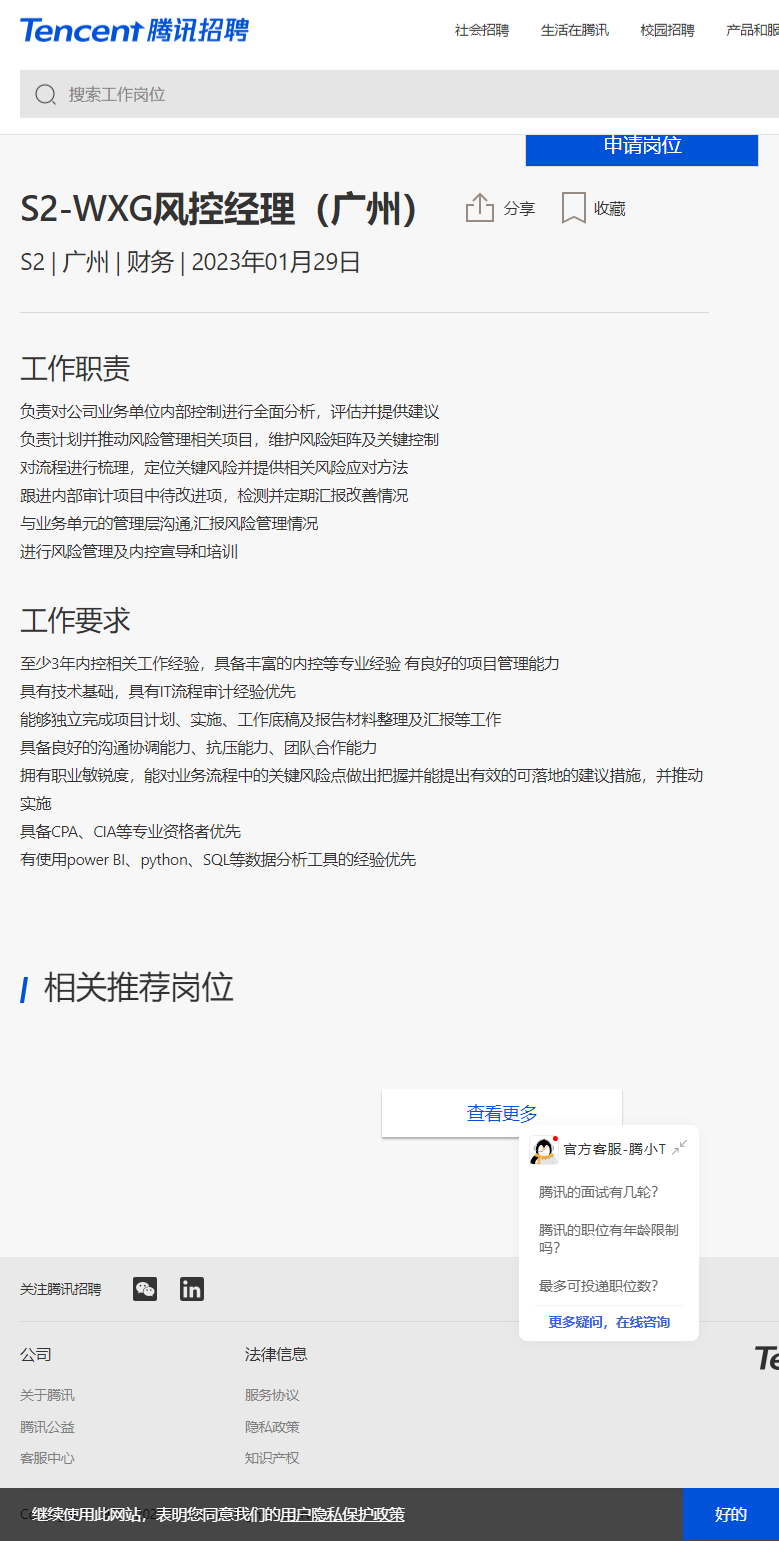 Tencent 腾讯招聘
社会招聘 生活在腾讯 校园招聘 产品和服
搜索工作岗位
申请岗位
S2-WXG风控经理（广州） 分享 收藏
S2 | 广州 | 财务 | 2023年01月29日
工作职责
负责对公司业务单位内部控制进行全面分析，评估并提供建议
负责计划并推动风险管理相关项目，维护风险矩阵及关键控制
对流程进行梳理，定位关键风险并提供相关风险应对方法
跟进内部审计项目中待改进项，检测并定期汇报改善情况
与业务单元的管理层沟通,汇报风险管理情况
进行风险管理及内控宣导和培训
工作要求
至少3年内控相关工作经验，具备丰富的内控等专业经验 有良好的项目管理能力
具有技术基础，具有IT流程审计经验优先
能够独立完成项目计划、实施、工作底稿及报告材料整理及汇报等工作
具备良好的沟通协调能力、抗压能力、团队合作能力
拥有职业敏锐度，能对业务流程中的关键风险点做出把握并能提出有效的可落地的建议措施，并推动
实施
具备CPA、CIA等专业资格者优先
有使用power BI、python、SQL等数据分析工具的经验优先
相关推荐岗位
查看更多
官方客服-腾小T
腾讯的面试有几轮？
腾讯的职位有年龄限制
吗？
最多可投递职位数？
更多疑问，在线咨询
关注腾讯招聘
in
公司 法律信息
Te
关于腾讯 服务协议
腾讯公益 隐私政策
客服中心 知识产权
继续使用此网站，表明您同意我们的用户隐私保护政策 好的